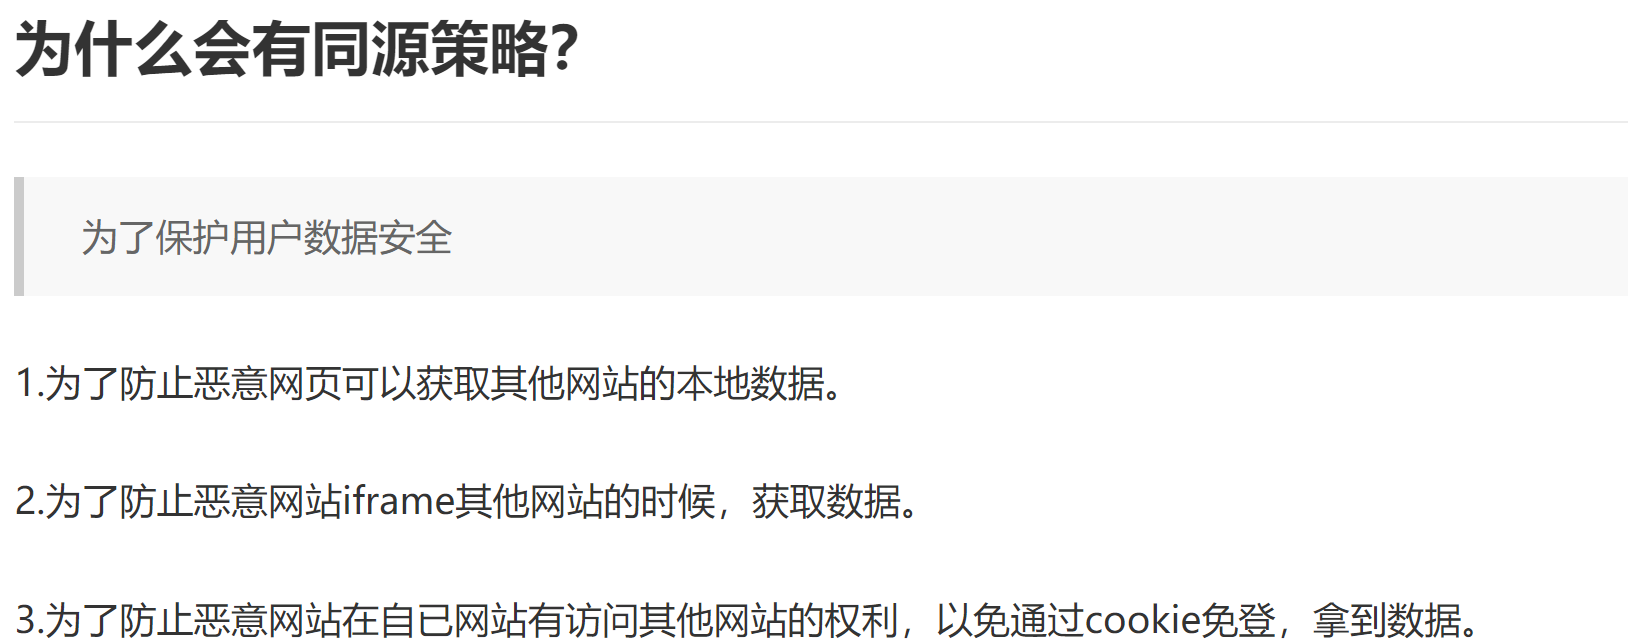 为什么会有同源策略？
为了保护用户数据安全
1.为了防止恶意网页可以获取其他网站的本地数据。
2.为了防止恶意网站iframe其他网站的时候，获取数据。
3.为了防止恶意网站在自已网站有访问其他网站的权利，以免通过cookie免登，拿到数据。